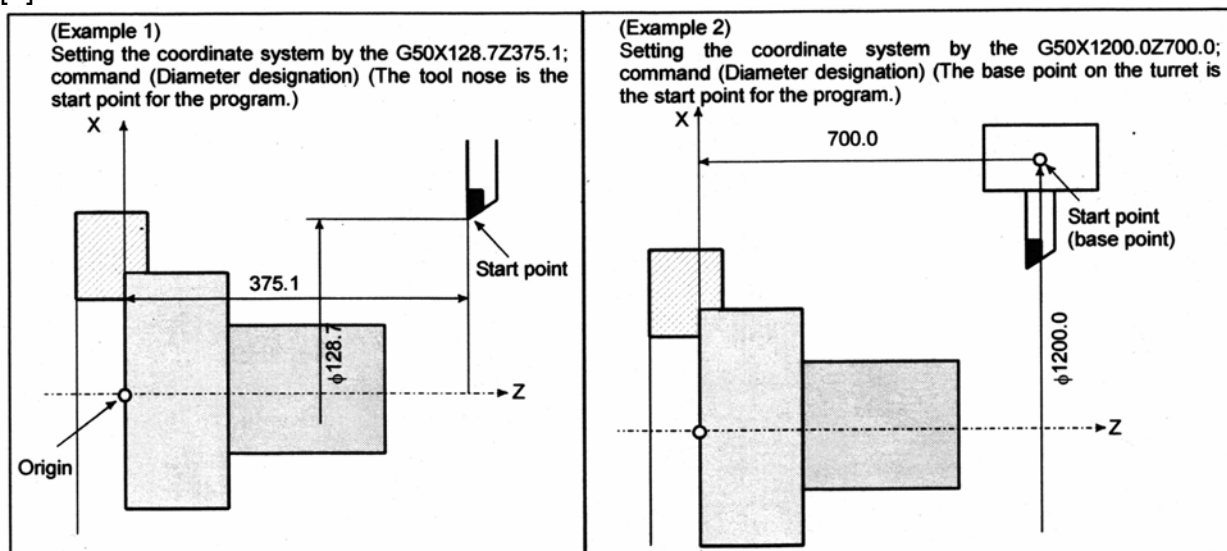 (Example 1)
Setting the coordinate system by the G50X128.7Z375.1;
command (Diameter designation) (The tool nose is the
start point for the program.)
X
Start point
375.1
ϕ128.7
Z
Origin
(Example 2)
Setting the coordinate system by the G50X1200.0Z700.0;
command (Diameter designation) (The base point on the turret is
the start point for the program.)
X
700.0
Start point
(base point)
ϕ1200.0
Z